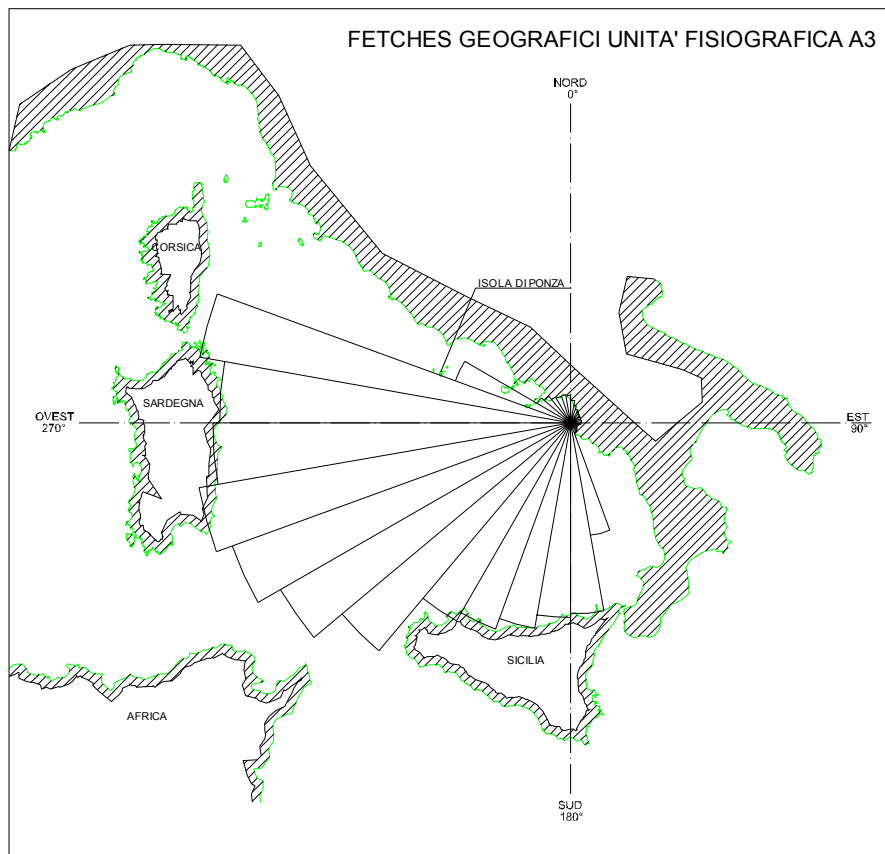 FETCHES GEOGRAFICI UNITA' FISIOGRAFICA A3
NORD
0°
CORSICA
ISOLA DI PONZA
SARDEGNA
OVEST
270°
EST
90°
SICILIA
AFRICA
SUD
180°